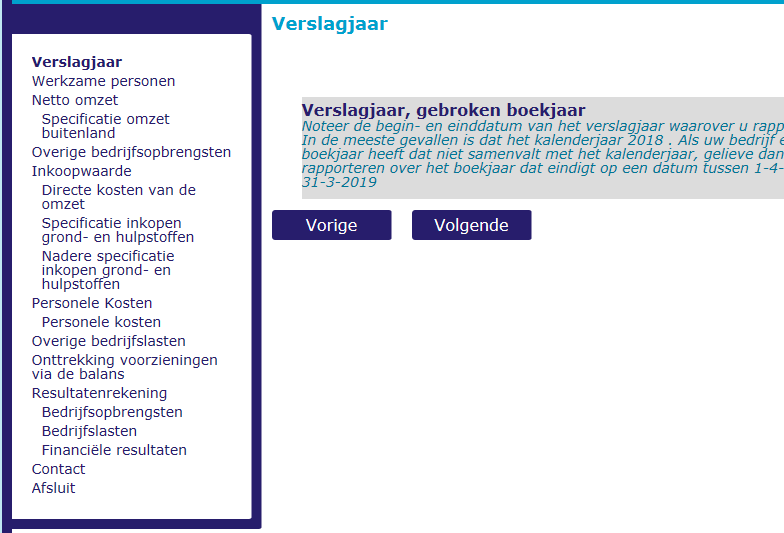 Verslagjaar
Verslagjaar
Werkzame personen
Netto omzet
Specificatie omzet
buitenland
Overige bedrijfsopbrengsten
Inkoopwaarde
Directe kosten van de
omzet
Specificatie inkopen
grond- en hulpstoffen
Nadere specificatie
inkopen grond- en
hulpstoffen
Personele Kosten
Personele kosten
Overige bedrijfslasten
Onttrekking voorzieningen
via de balans
Resultatenrekening
Bedrijfsopbrengsten
Bedrijfslasten
Financiële resultaten
Contact
Afsluit
Verslagjaar, gebroken boekjaar
Noteer de begin- en einddatum van het verslagjaar waarover u rapp
In de meeste gevallen is dat het kalenderjaar 2018 . Als uw bedrijf e
boekjaar heeft dat niet samenvalt met het kalenderjaar, gelieve dan
rapporteren over het boekjaar dat eindigt op een datum tussen 1-4-
31-3-2019
Vorige
Volgende